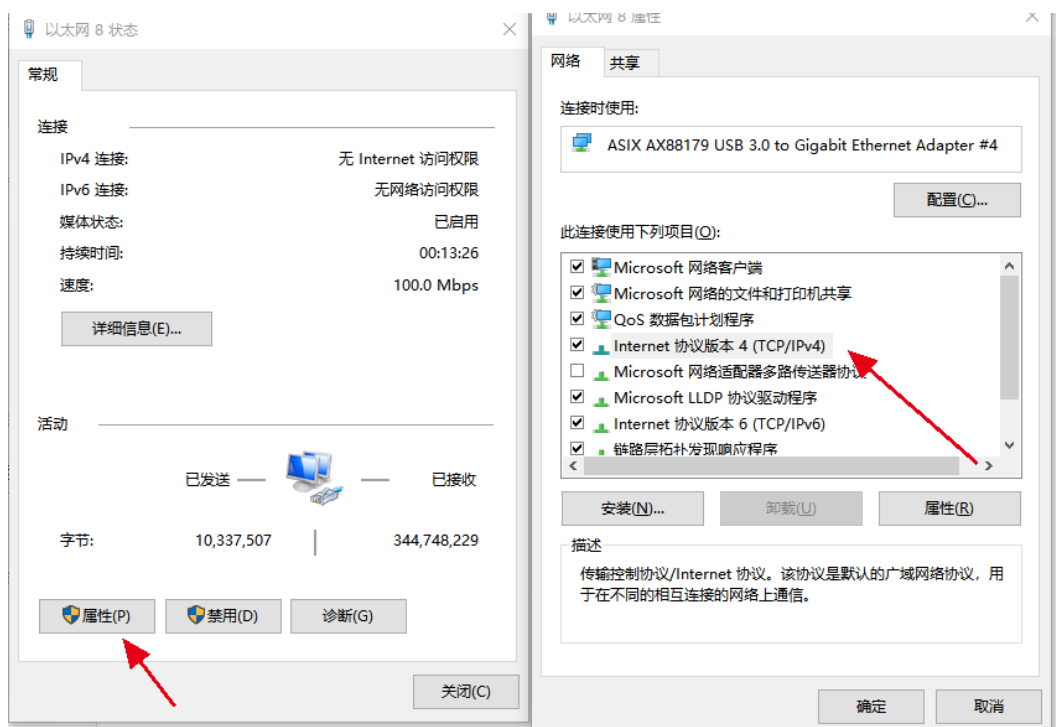 以太网 8 状态
常规
连接
IPv4 连接: 无 Internet 访问权限
IPv6 连接: 无网络访问权限
媒体状态: 已启用
持续时间: 00:13:26
速度: 100.0 Mbps
详细信息(E)...
活动
已发送 已接收
字节: 10,337,507 344,748,229
属性(P) 禁用(D) 诊断(G)
关闭(C)
以太网 8 属性
网络 共享
连接时使用:
ASIX AX88179 USB 3.0 to Gigabit Ethernet Adapter #4
配置(C)...
此连接使用下列项目(O):
Microsoft 网络客户端
Microsoft 网络的文件和打印机共享
QoS 数据包计划程序
Internet 协议版本 4 (TCP/IPv4)
Microsoft 网络适配器多路传送器协议
Microsoft LLDP 协议驱动程序
Internet 协议版本 6 (TCP/IPv6)
链路层拓扑发现响应程序
安装(N)... 卸载(U) 属性(R)
描述
传输控制协议/Internet 协议。该协议是默认的广域网络协议，用
于在不同的相互连接的网络上通信。
确定 取消